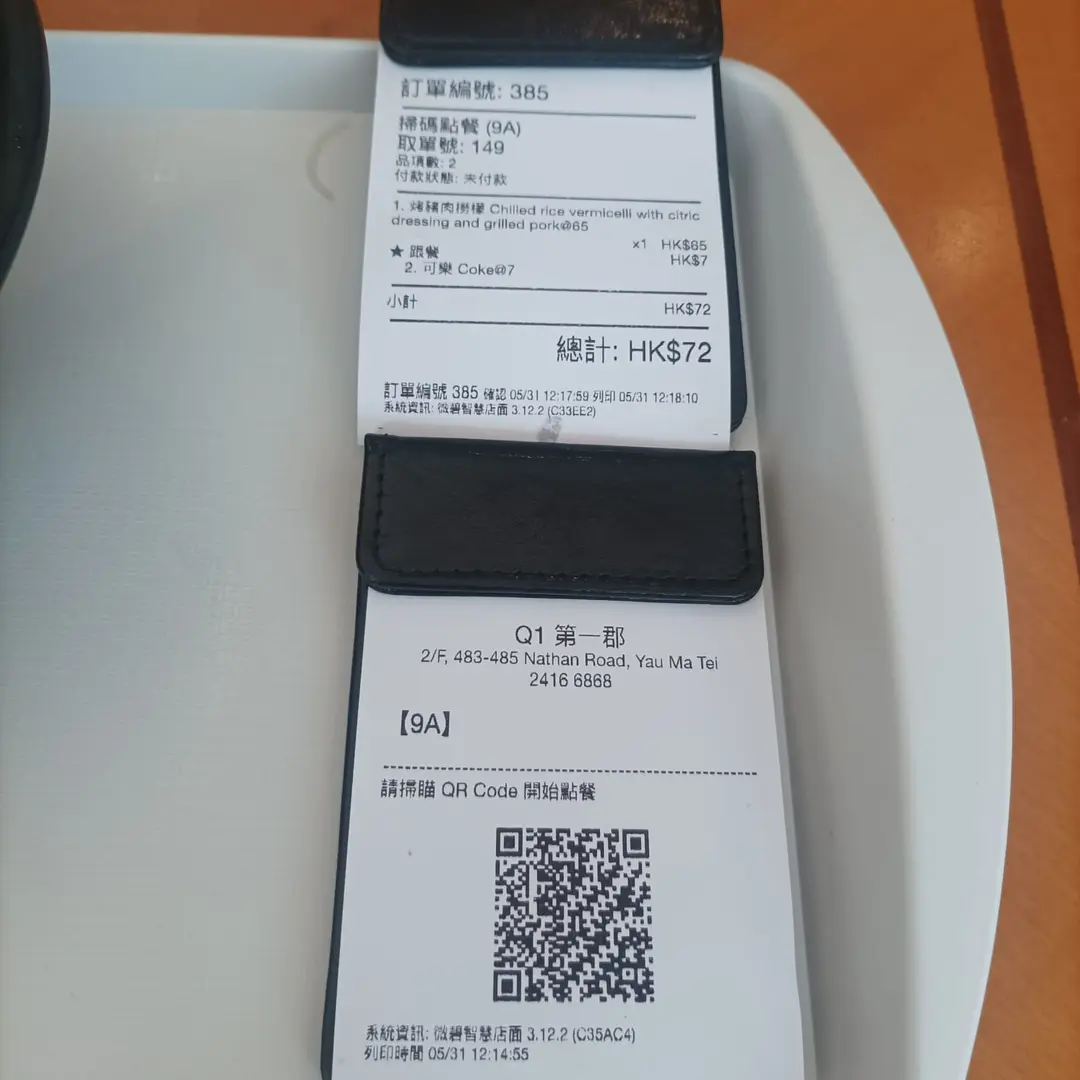 訂單編號: 385
掃碼點餐 (9A)
取單號: 149
品項數: 2
付款狀態: 未付款
1. 烤豬肉撈檬 Chilled rice vermicelli with citric
dressing and grilled pork@65
x1 HK$65
★ 跟餐 HK$7
2. 可樂 Coke@7
小計 HK$72
總計: HK$72
訂單編號 385 確認 05/31 12:17:59 列印 05/31 12:18:10
系統資訊: 微碧智慧店面 3.12.2 (C33EE2)
Q1 第一郡
2/F, 483-485 Nathan Road, Yau Ma Tei
2416 6868
【9A】
請掃瞄 QR Code 開始點餐
系統資訊: 微碧智慧店面 3.12.2 (C35AC4)
列印時間 05/31 12:14:55